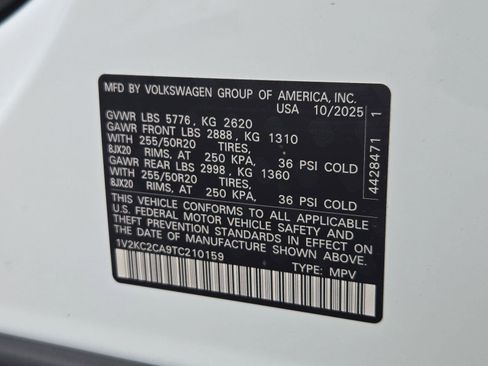 MFD BY VOLKSWAGEN GROUP OF AMERICA, INC.
USA 10/2025
GVWR LBS 5776, KG 2620
GAWR FRONT LBS 2888, KG 1310
WITH 255/50R20 TIRES,
8JX20 RIMS, AT 250 KPA, 36 PSI COLD
GAWR REAR LBS 2998, KG 1360
WITH 255/50R20 TIRES,
8JX20 RIMS, AT 250 KPA, 36 PSI COLD
THIS VEHICLE CONFORMS TO ALL APPLICABLE
U.S. FEDERAL MOTOR VEHICLE SAFETY AND
THEFT PREVENTION STANDARDS IN EFFECT ON
THE DATE OF MANUFACTURE SHOWN ABOVE.
1V2KC2CA9TC210159
TYPE: MPV
4428471 1